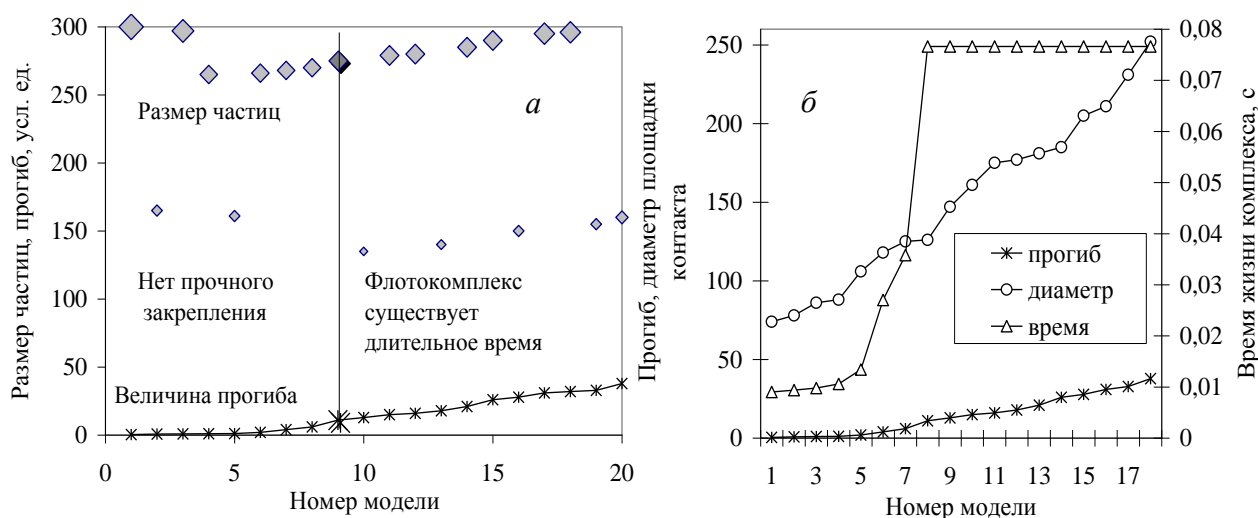 Размер частиц, прогиб, усл. ед.
300
250
200
150
100
50
0
а
Размер частиц
Нет прочного
закрепления
Флотокомплекс
существует
длительное время
Величина прогиба
0
5
10
15
20
Номер модели
Прогиб, диаметр площадки
контакта
250
200
150
100
50
0
б
прогиб
диаметр
время
0,08
0,07
0,06
0,05
0,04
0,03
0,02
0,01
0
Время жизни комплекса, с
1
3
5
7
9
11
13
15
17
Номер модели